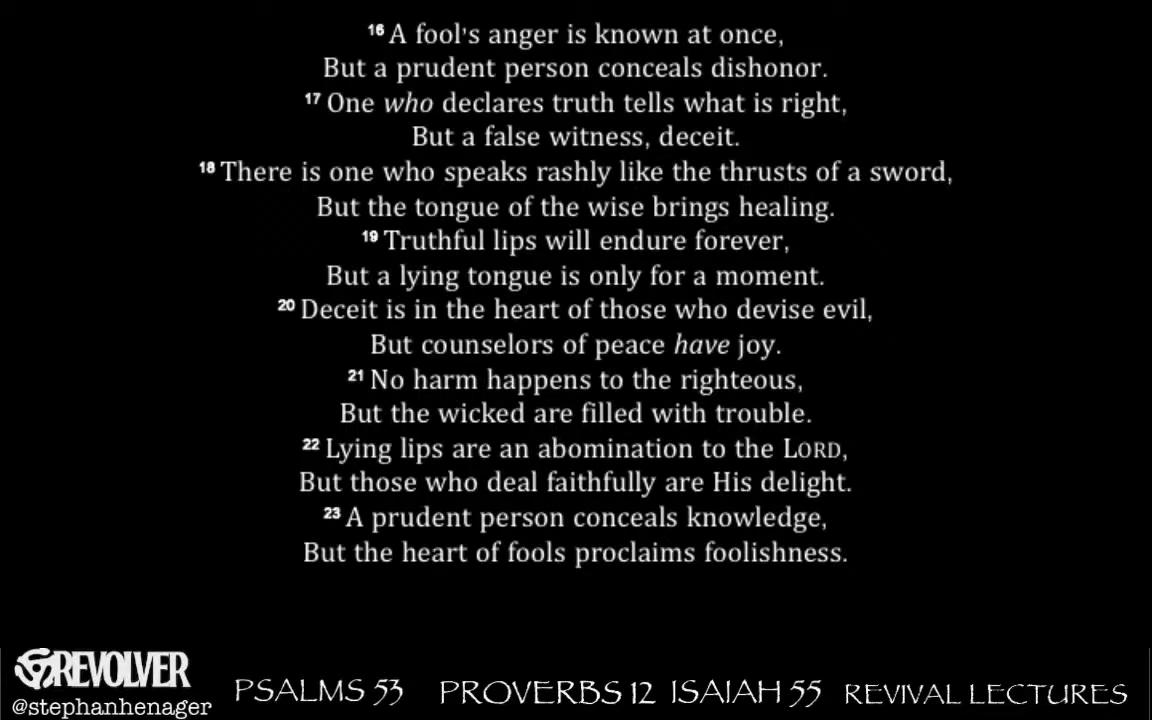 16 A fool's anger is known at once,
But a prudent person conceals dishonor.
17 One who declares truth tells what is right,
But a false witness, deceit.
18 There is one who speaks rashly like the thrusts of a sword,
But the tongue of the wise brings healing.
19 Truthful lips will endure forever,
But a lying tongue is only for a moment.
20 Deceit is in the heart of those who devise evil,
But counselors of peace have joy.
21 No harm happens to the righteous,
But the wicked are filled with trouble.
22 Lying lips are an abomination to the LORD,
But those who deal faithfully are His delight.
23 A prudent person conceals knowledge,
But the heart of fools proclaims foolishness.
REVOLVER
@stephanhenager
PSALMS 53 PROVERBS 12 ISAIAH 55 REVIVAL LECTURES